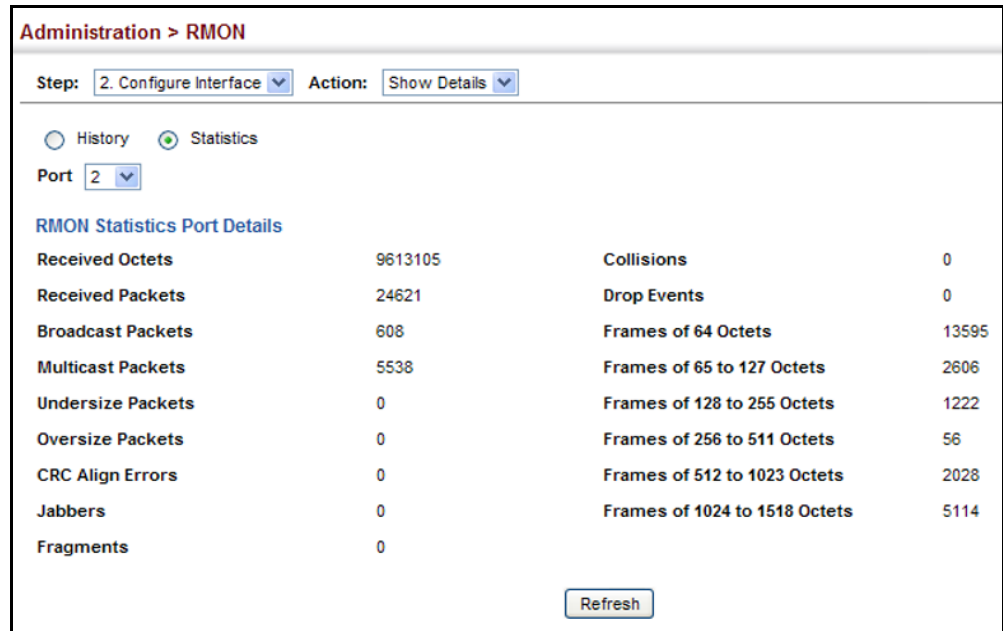 Administration > RMON
Step: 2. Configure Interface Action: Show Details
History Statistics
Port 2
RMON Statistics Port Details
Received Octets 9613105 Collisions 0
Received Packets 24621 Drop Events 0
Broadcast Packets 608 Frames of 64 Octets 13595
Multicast Packets 5538 Frames of 65 to 127 Octets 2606
Undersize Packets 0 Frames of 128 to 255 Octets 1222
Oversize Packets 0 Frames of 256 to 511 Octets 56
CRC Align Errors 0 Frames of 512 to 1023 Octets 2028
Jabbers 0 Frames of 1024 to 1518 Octets 5114
Fragments 0
Refresh